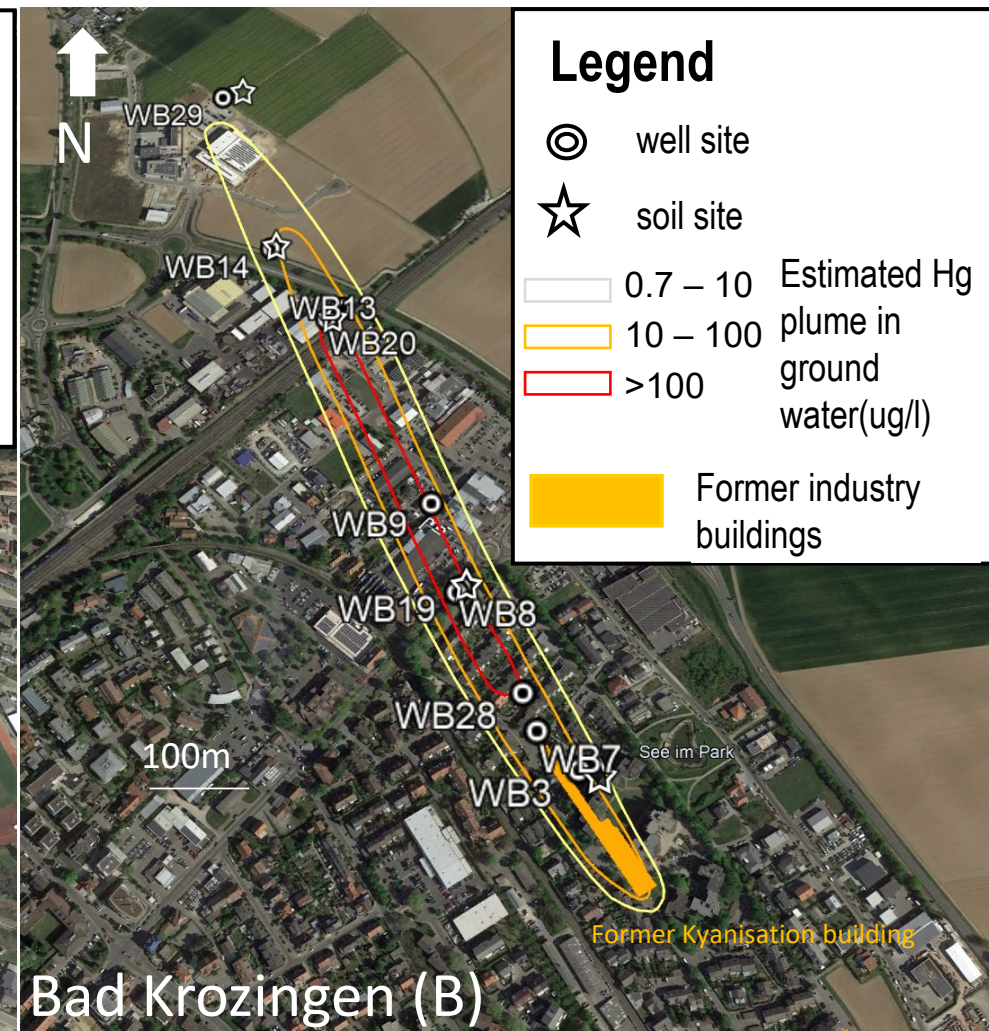 N
WB29
WB14
WB13
WB20
WB9
WB19
WB8
WB28
WB7
WB3
See im Park
100m
Former Kyanisation building
Bad Krozingen (B)
Legend
well site
soil site
0.7 – 10
10 – 100
>100
Estimated Hg
plume in
ground
water(ug/l)
Former industry
buildings